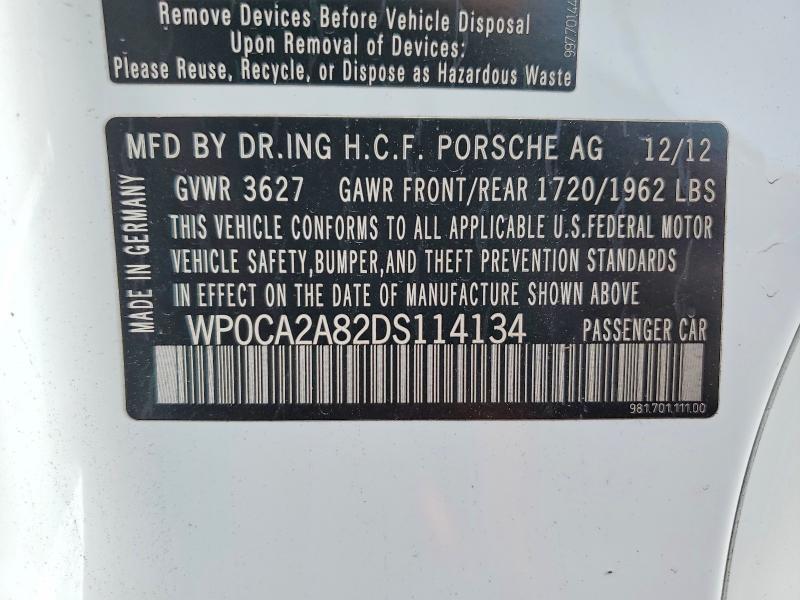 Remove Devices Before Vehicle Disposal
Upon Removal of Devices:
Please Reuse, Recycle, or Dispose as Hazardous Waste
997.701.44
MFD BY DR.ING H.C.F. PORSCHE AG 12/12
GVWR 3627 GAWR FRONT/REAR 1720/1962 LBS
THIS VEHICLE CONFORMS TO ALL APPLICABLE U.S.FEDERAL MOTOR
VEHICLE SAFETY,BUMPER,AND THEFT PREVENTION STANDARDS
IN EFFECT ON THE DATE OF MANUFACTURE SHOWN ABOVE
MADE IN GERMANY
WP0CA2A82DS114134 PASSENGER CAR
981.701.111.00